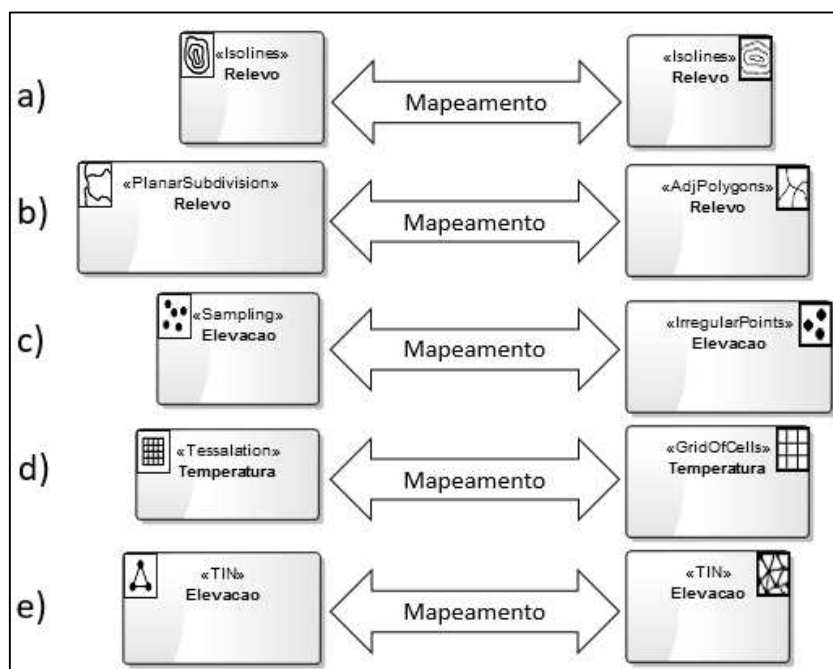 a)
«Isolines»
Relevo
Mapeamento
«Isolines»
Relevo
b)
«PlanarSubdivision»
Relevo
Mapeamento
«AdjPolygons»
Relevo
c)
«Sampling»
Elevacao
Mapeamento
«IrregularPoints»
Elevacao
d)
«Tessalation»
Temperatura
Mapeamento
«GridOfCells»
Temperatura
e)
«TIN»
Elevacao
Mapeamento
«TIN»
Elevacao